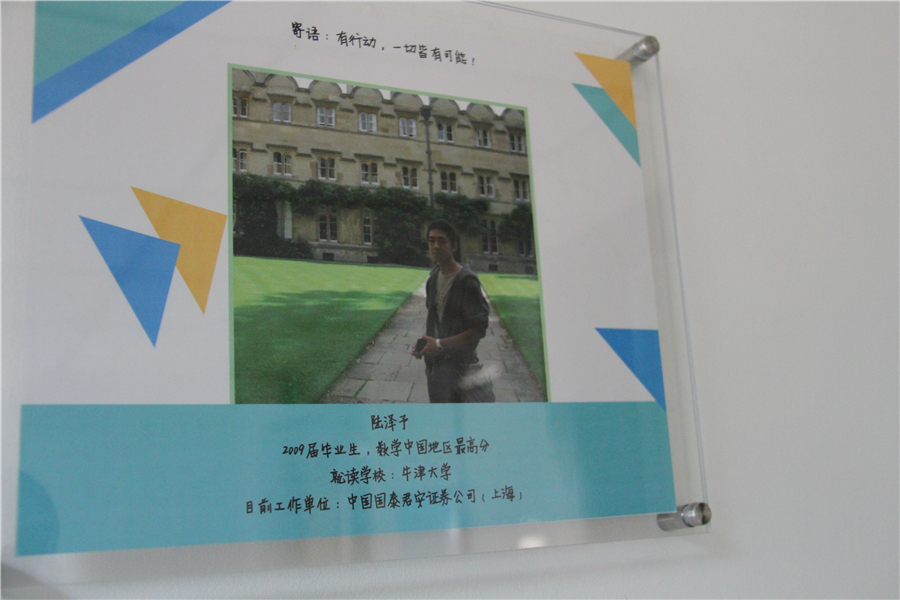 寄语：有行动，一切皆有可能！
陆泽予
2009届毕业生，数学中国地区最高分
就读学校：牛津大学
目前工作单位：中国国泰君安证券公司（上海）